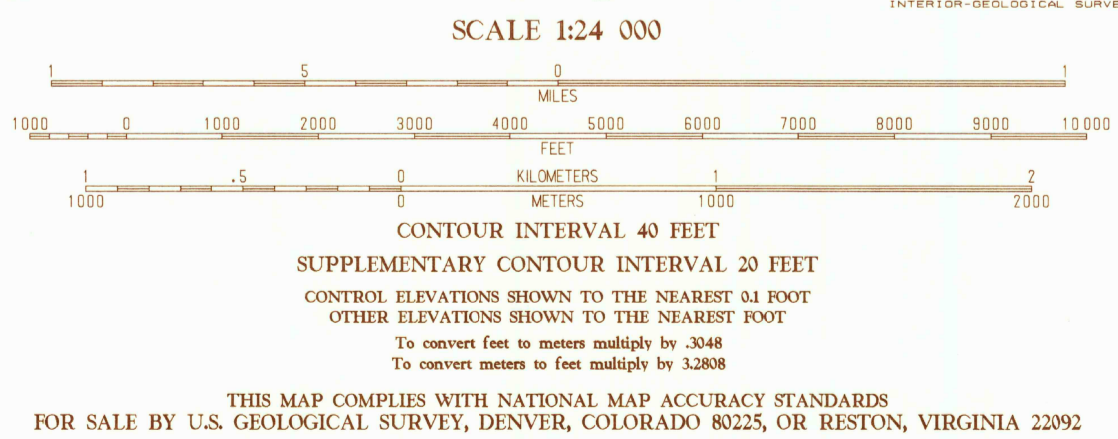 INTERIOR-GEOLOGICAL SURVE
SCALE 1:24 000
1 5 0 1
MILES
1000 0 1000 2000 3000 4000 5000 6000 7000 8000 9000 10 000
FEET
1 .5 0 KILOMETERS 1 2
1000 0 METERS 1000 2000
CONTOUR INTERVAL 40 FEET
SUPPLEMENTARY CONTOUR INTERVAL 20 FEET
CONTROL ELEVATIONS SHOWN TO THE NEAREST 0.1 FOOT
OTHER ELEVATIONS SHOWN TO THE NEAREST FOOT
To convert feet to meters multiply by .3048
To convert meters to feet multiply by 3.2808
THIS MAP COMPLIES WITH NATIONAL MAP ACCURACY STANDARDS
FOR SALE BY U.S. GEOLOGICAL SURVEY, DENVER, COLORADO 80225, OR RESTON, VIRGINIA 22092